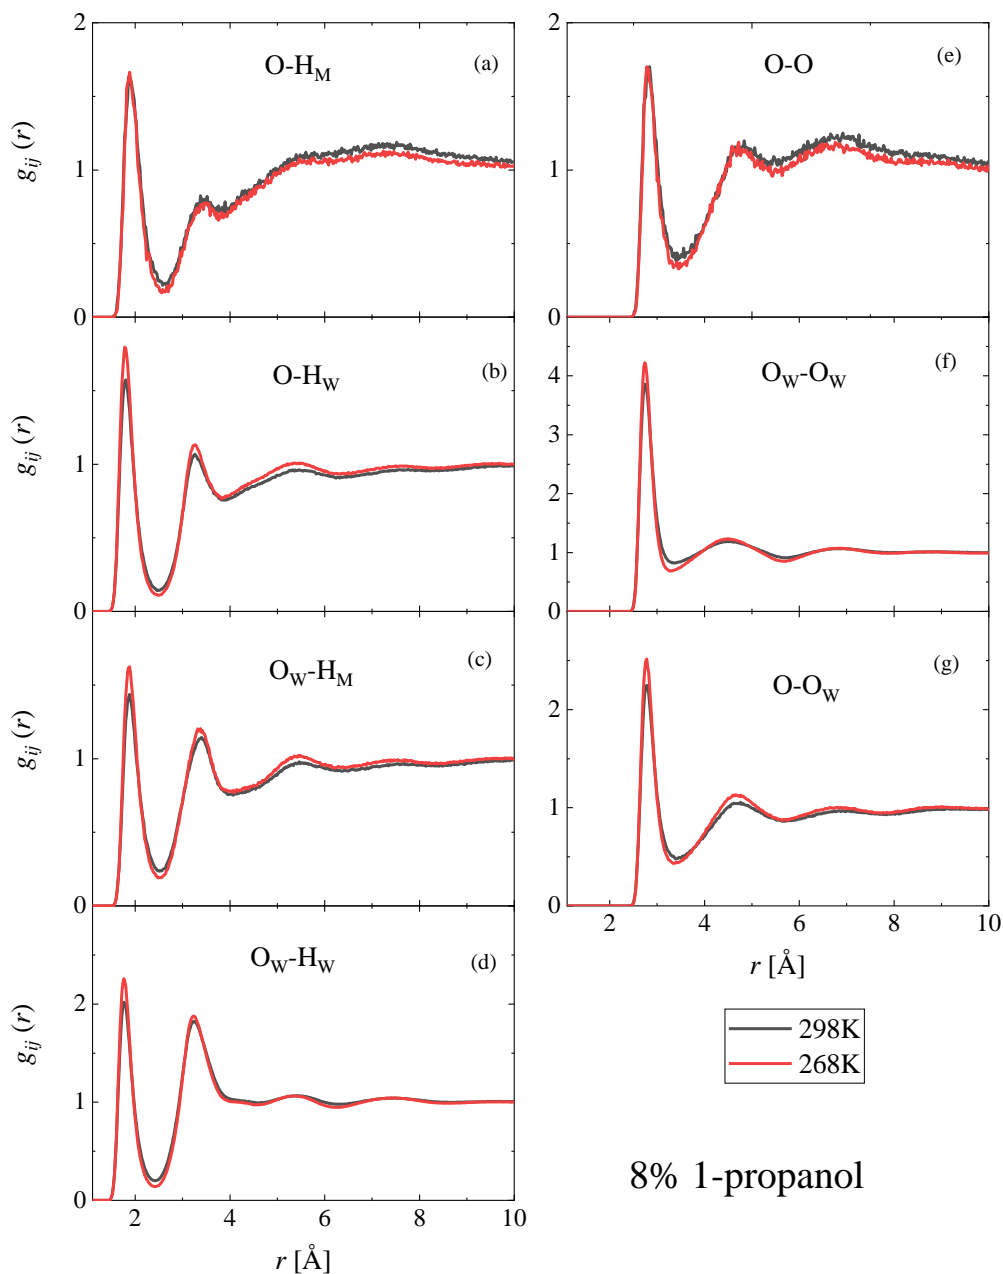 2
O-H_M
(a)
g_ij (r)
1
0
O-H_W
(b)
g_ij (r)
1
0
O_W-H_M
(c)
g_ij (r)
1
0
O_W-H_W
(d)
g_ij (r)
2
1
0
2 4 6 8 10
r [Å]
2
O-O
(e)
1
0
O_W-O_W
(f)
4
3
2
1
0
O-O_W
(g)
2
1
0
2 4 6 8 10
r [Å]
298K
268K
8% 1-propanol